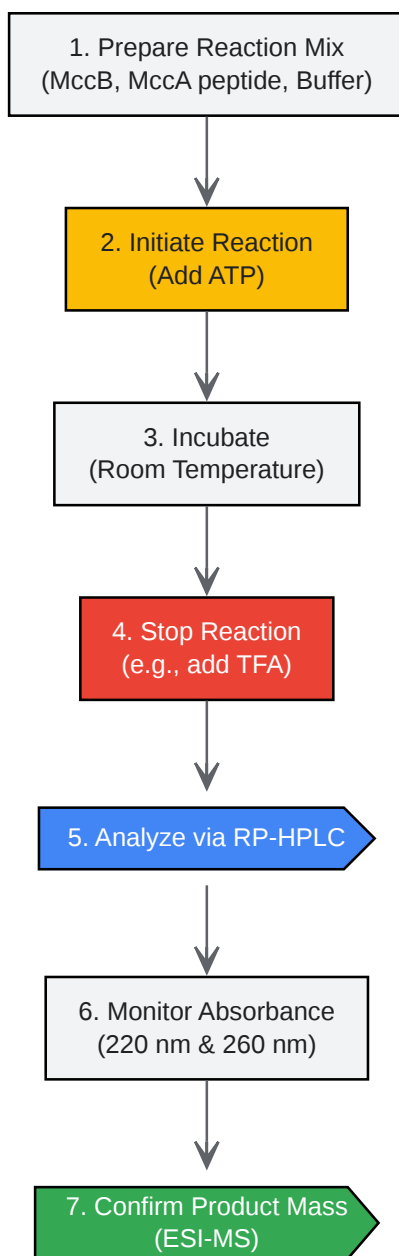 1. Prepare Reaction Mix
(MccB, MccA peptide, Buffer)
2. Initiate Reaction
(Add ATP)
3. Incubate
(Room Temperature)
4. Stop Reaction
(e.g., add TFA)
5. Analyze via RP-HPLC
6. Monitor Absorbance
(220 nm & 260 nm)
7. Confirm Product Mass
(ESI-MS)